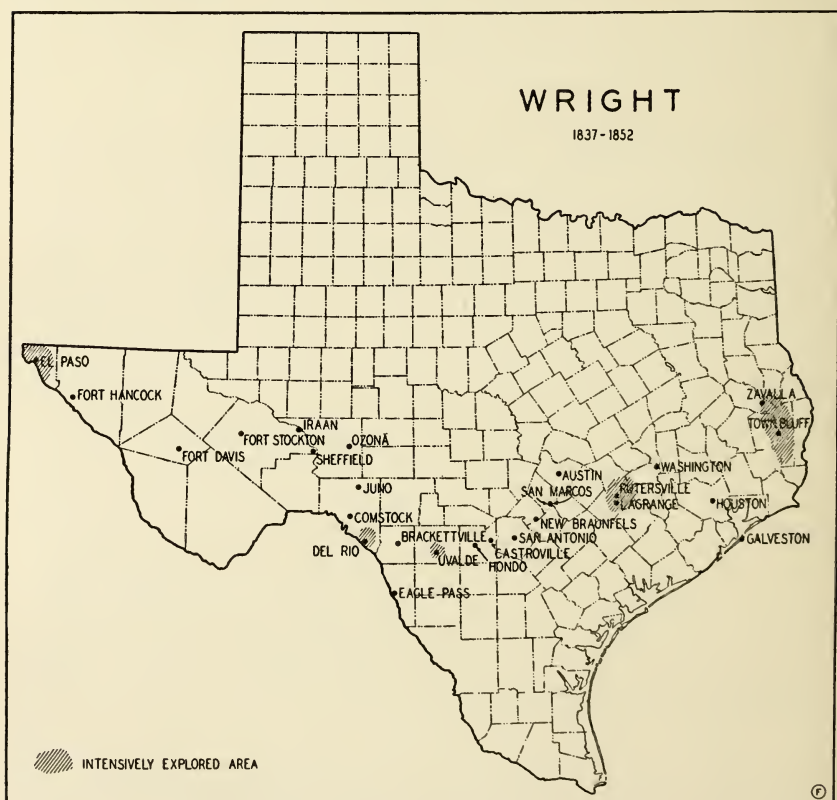 WRIGHT
1837-1852
EL PASO
FORT HANCOCK
ZAVALLA
TOWN BLUFF
IRAAN
FORT STOCKTON
OZONA
SHEFFIELD
FORT DAVIS
AUSTIN
WASHINGTON
JUNO
SAN MARCOS
RUTERSVILLE
LAGRANGE
HOUSTON
COMSTOCK
NEW BRAUNFELS
BRACKETTVILLE
SAN ANTONIO
GALVESTON
DEL RIO
UVALDE
CASTROVILLE
HONDO
EAGLE PASS
INTENSIVELY EXPLORED AREA
F